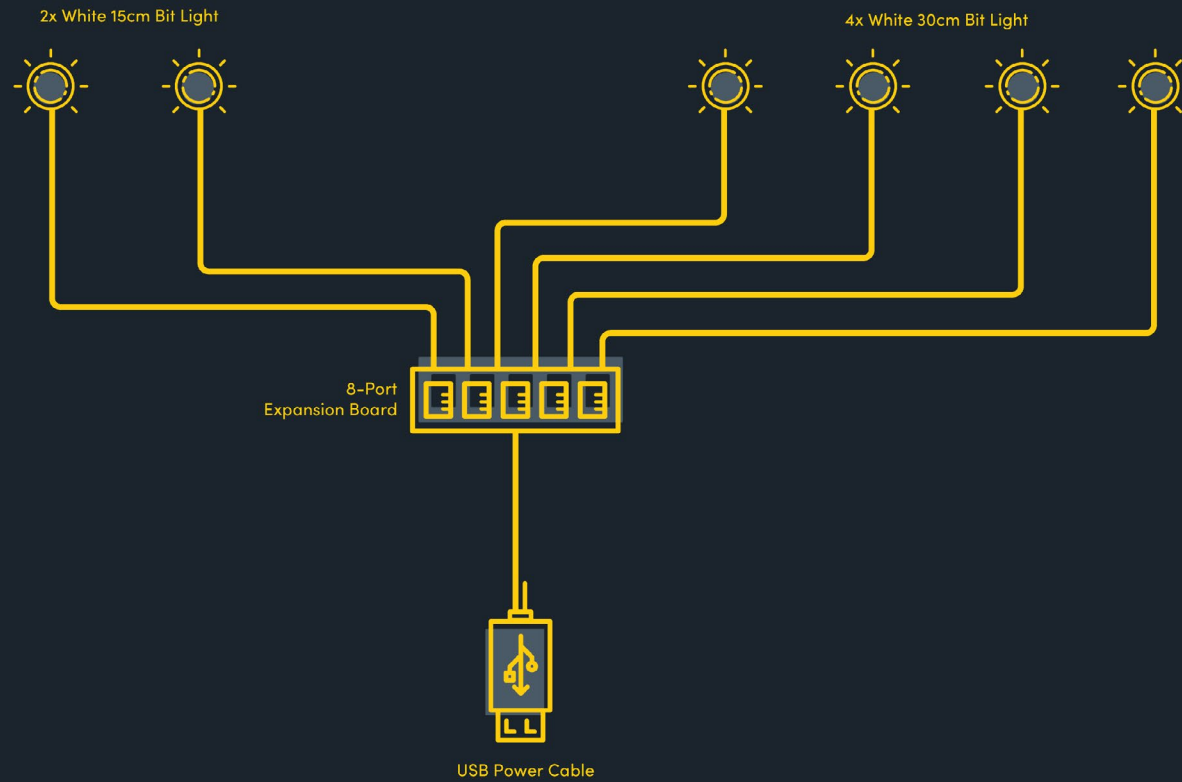 2x White 15cm Bit Light
4x White 30cm Bit Light
8-Port
Expansion Board
USB Power Cable